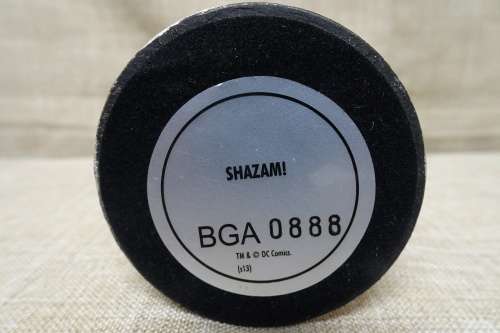 SHAZAM!
BGA 0888
TM & © DC Comics.
(s13)